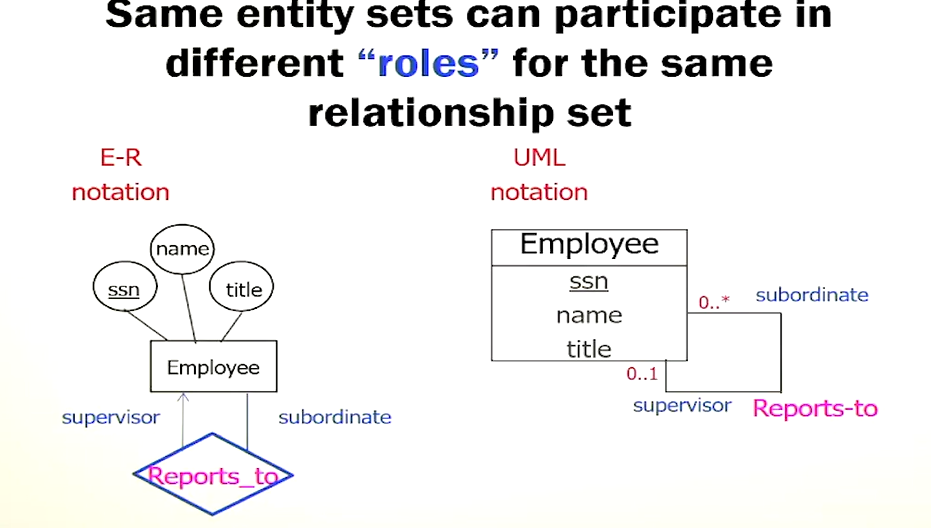 Same entity sets can participate in
different “roles” for the same
relationship set
E-R
notation
name
ssn
title
Employee
supervisor
subordinate
Reports_to
UML
notation
Employee
ssn
name
title
0..*
subordinate
0..1
supervisor
Reports-to